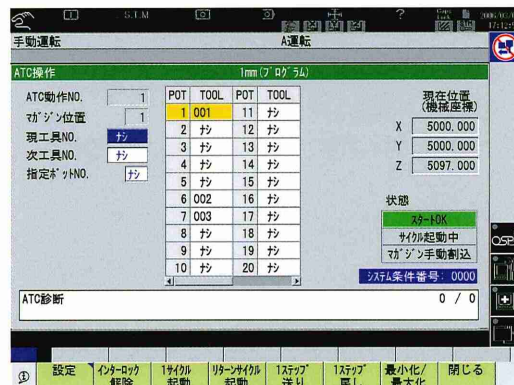 S.T.M
?
Caps Lock
手動運転
A運転
ATC操作
1mm(ﾌﾟﾛｸﾞﾗﾑ)
ATC動作NO. 1
ﾏｶﾞｼﾞﾝ位置 1
現工具NO. ﾅｼ
次工具NO. ﾅｼ
指定ﾎﾟｯﾄNO. ﾅｼ
POT TOOL POT TOOL
1 001 11 ﾅｼ
2 ﾅｼ 12 ﾅｼ
3 ﾅｼ 13 ﾅｼ
4 ﾅｼ 14 ﾅｼ
5 ﾅｼ 15 ﾅｼ
6 002 16 ﾅｼ
7 003 17 ﾅｼ
8 ﾅｼ 18 ﾅｼ
9 ﾅｼ 19 ﾅｼ
10 ﾅｼ 20 ﾅｼ
現在位置
(機械座標)
X 5000.000
Y 5000.000
Z 5097.000
状態
ｽﾀｰﾄOK
ｻｲｸﾙ起動中
ﾏｶﾞｼﾞﾝ手動割込
ｼｽﾃﾑ条件番号: 0000
ATC診断
0 / 0
OSP
設定
ｲﾝﾀｰﾛｯｸ解除
1ｻｲｸﾙ起動
ﾘﾀｰﾝｻｲｸﾙ起動
1ｽﾃｯﾌﾟ送り
1ｽﾃｯﾌﾟ戻し
最小化/最大化
閉じる